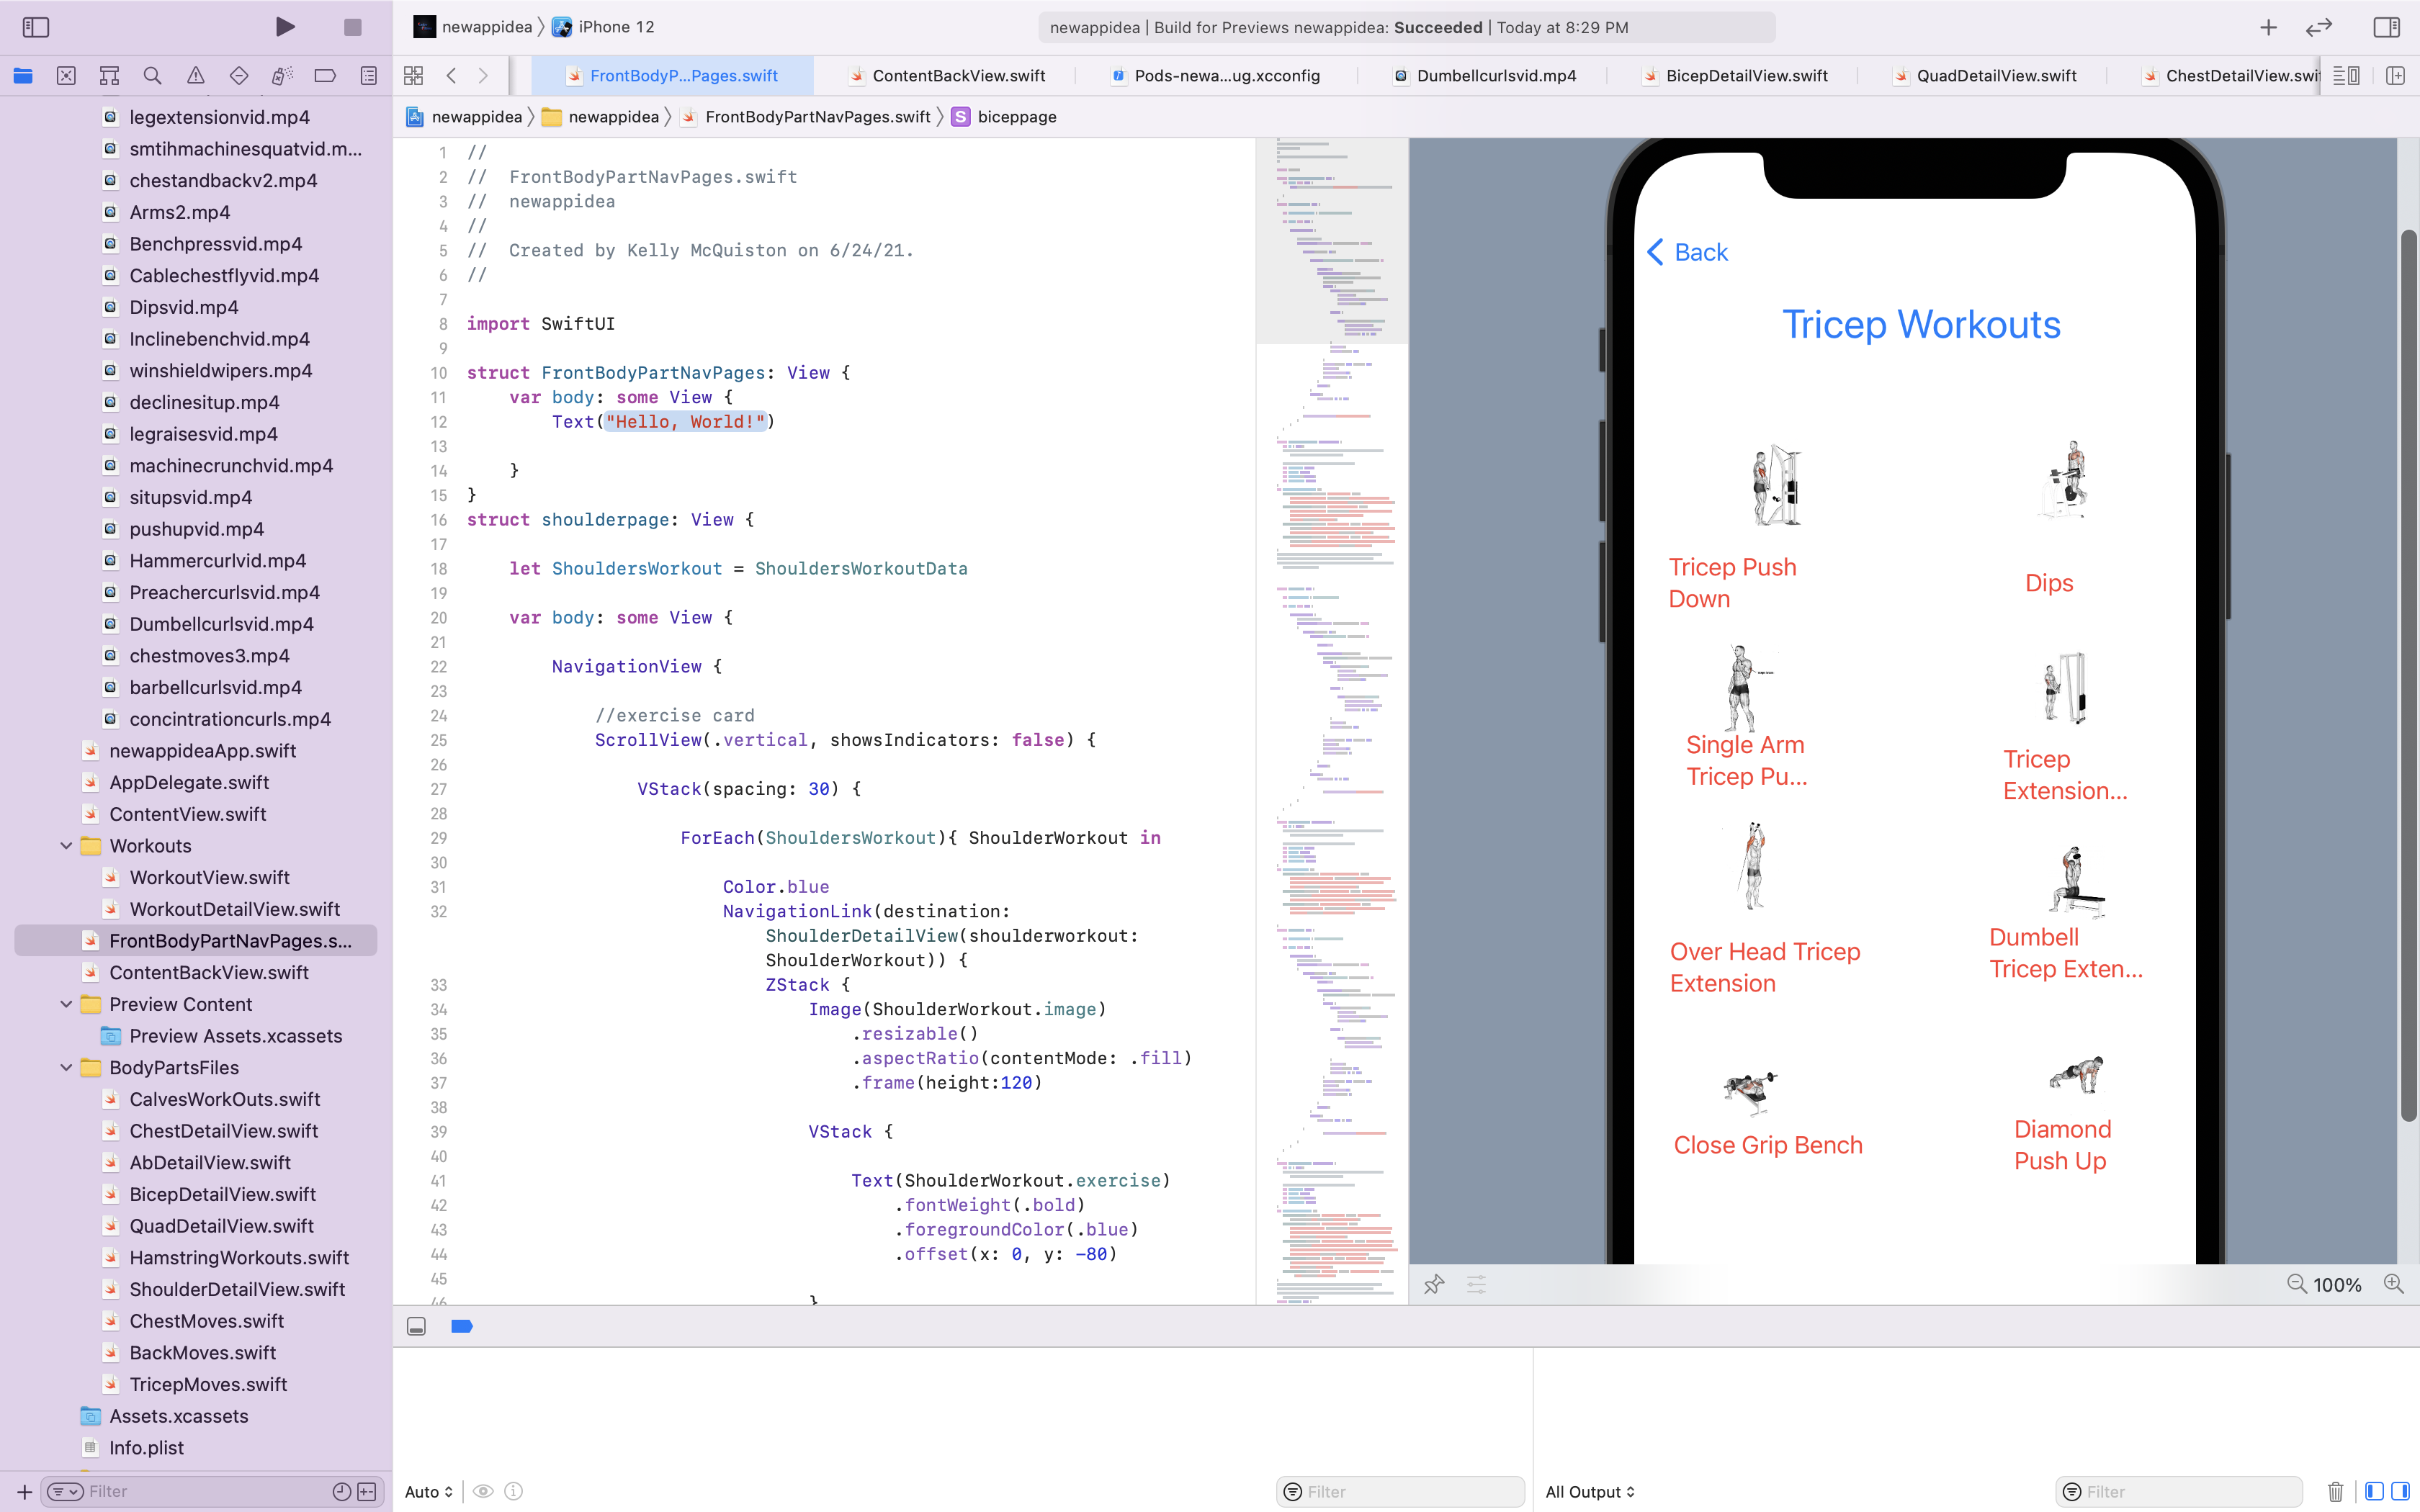 newappidea
iPhone 12
newappidea | Build for Previews newappidea: Succeeded | Today at 8:29 PM
FrontBodyP...Pages.swift
ContentBackView.swift
Pods-newa...ug.xcconfig
Dumbellcurlsvid.mp4
BicepDetailView.swift
QuadDetailView.swift
ChestDetailView.swif
newappidea
newappidea
FrontBodyPartNavPages.swift
S
biceppage
legextensionvid.mp4
smtihmachinesquatvid.m...
chestandbackv2.mp4
Arms2.mp4
Benchpressvid.mp4
Cablechestflyvid.mp4
Dipsvid.mp4
Inclinebenchvid.mp4
winshieldwipers.mp4
declinesitup.mp4
legraisesvid.mp4
machinecrunchvid.mp4
situpsvid.mp4
pushupvid.mp4
Hammercurlvid.mp4
Preachercurlsvid.mp4
Dumbellcurlsvid.mp4
chestmoves3.mp4
barbellcurlsvid.mp4
concintrationcurls.mp4
newappideaApp.swift
AppDelegate.swift
ContentView.swift
Workouts
WorkoutView.swift
WorkoutDetailView.swift
FrontBodyPartNavPages.s...
ContentBackView.swift
Preview Content
Preview Assets.xcassets
BodyPartsFiles
CalvesWorkOuts.swift
ChestDetailView.swift
AbDetailView.swift
BicepDetailView.swift
QuadDetailView.swift
HamstringWorkouts.swift
ShoulderDetailView.swift
ChestMoves.swift
BackMoves.swift
TricepMoves.swift
Assets.xcassets
Info.plist
Filter
1 //
2 //  FrontBodyPartNavPages.swift
3 //  newappidea
4 //
5 //  Created by Kelly McQuiston on 6/24/21.
6 //
7
8 import SwiftUI
9
10 struct FrontBodyPartNavPages: View {
11     var body: some View {
12         Text("Hello, World!")
13
14     }
15 }
16 struct shoulderpage: View {
17
18     let ShouldersWorkout = ShouldersWorkoutData
19
20     var body: some View {
21
22         NavigationView {
23
24             //exercise card
25             ScrollView(.vertical, showsIndicators: false) {
26
27                 VStack(spacing: 30) {
28
29                     ForEach(ShouldersWorkout){ ShoulderWorkout in
30
31                         Color.blue
32                         NavigationLink(destination:
ShoulderDetailView(shoulderworkout:
ShoulderWorkout)) {
33                             ZStack {
34                                 Image(ShoulderWorkout.image)
35                                     .resizable()
36                                     .aspectRatio(contentMode: .fill)
37                                     .frame(height:120)
38
39                                 VStack {
40
41                                     Text(ShoulderWorkout.exercise)
42                                         .fontWeight(.bold)
43                                         .foregroundColor(.blue)
44                                         .offset(x: 0, y: -80)
45
46                                 }
Back
Tricep Workouts
Tricep Push
Down
Dips
Single Arm
Tricep Pu...
Tricep
Extension...
Over Head Tricep
Extension
Dumbell
Tricep Exten...
Close Grip Bench
Diamond
Push Up
100%
Auto
Filter
All Output
Filter